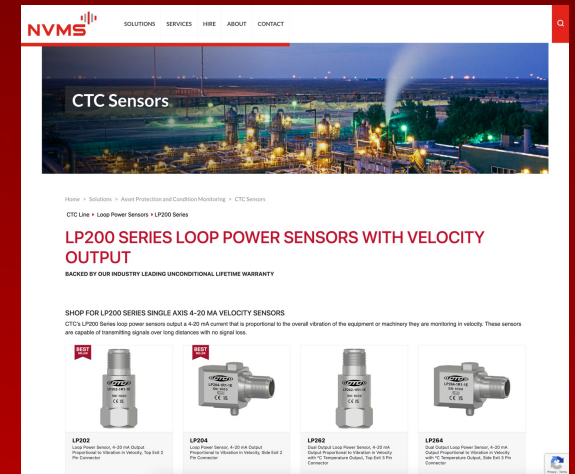 NVMS
SOLUTIONS SERVICES HIRE ABOUT CONTACT
CTC Sensors
Home > Solutions > Asset Protection and Condition Monitoring > CTC Sensors
CTC Line ▸ Loop Power Sensors ▸ LP200 Series
LP200 SERIES LOOP POWER SENSORS WITH VELOCITY
OUTPUT
BACKED BY OUR INDUSTRY LEADING UNCONDITIONAL LIFETIME WARRANTY
SHOP FOR LP200 SERIES SINGLE AXIS 4-20 MA VELOCITY SENSORS
CTC's LP200 Series loop power sensors output a 4-20 mA current that is proportional to the overall vibration of the equipment or machinery they are monitoring in velocity. These sensors
are capable of transmitting signals over long distances with no signal loss.
BEST
BEST
CTC
CTC
CTC
CTC
LP202
Loop Power Sensor, 4-20 mA Output
Proportional to Vibration in Velocity, Top Exit 2
Pin Connector
LP204
Loop Power Sensor, 4-20 mA Output
Proportional to Vibration in Velocity, Side Exit 2
Pin Connector
LP262
Dual Output Loop Power Sensor, 4-20 mA
Output Proportional to Vibration in Velocity
with °C Temperature Output, Top Exit 3 Pin
Connector
LP264
Dual Output Loop Power Sensor, 4-20 mA
Output Proportional to Vibration in Velocity
with °C Temperature Output, Side Exit 3 Pin
Connector